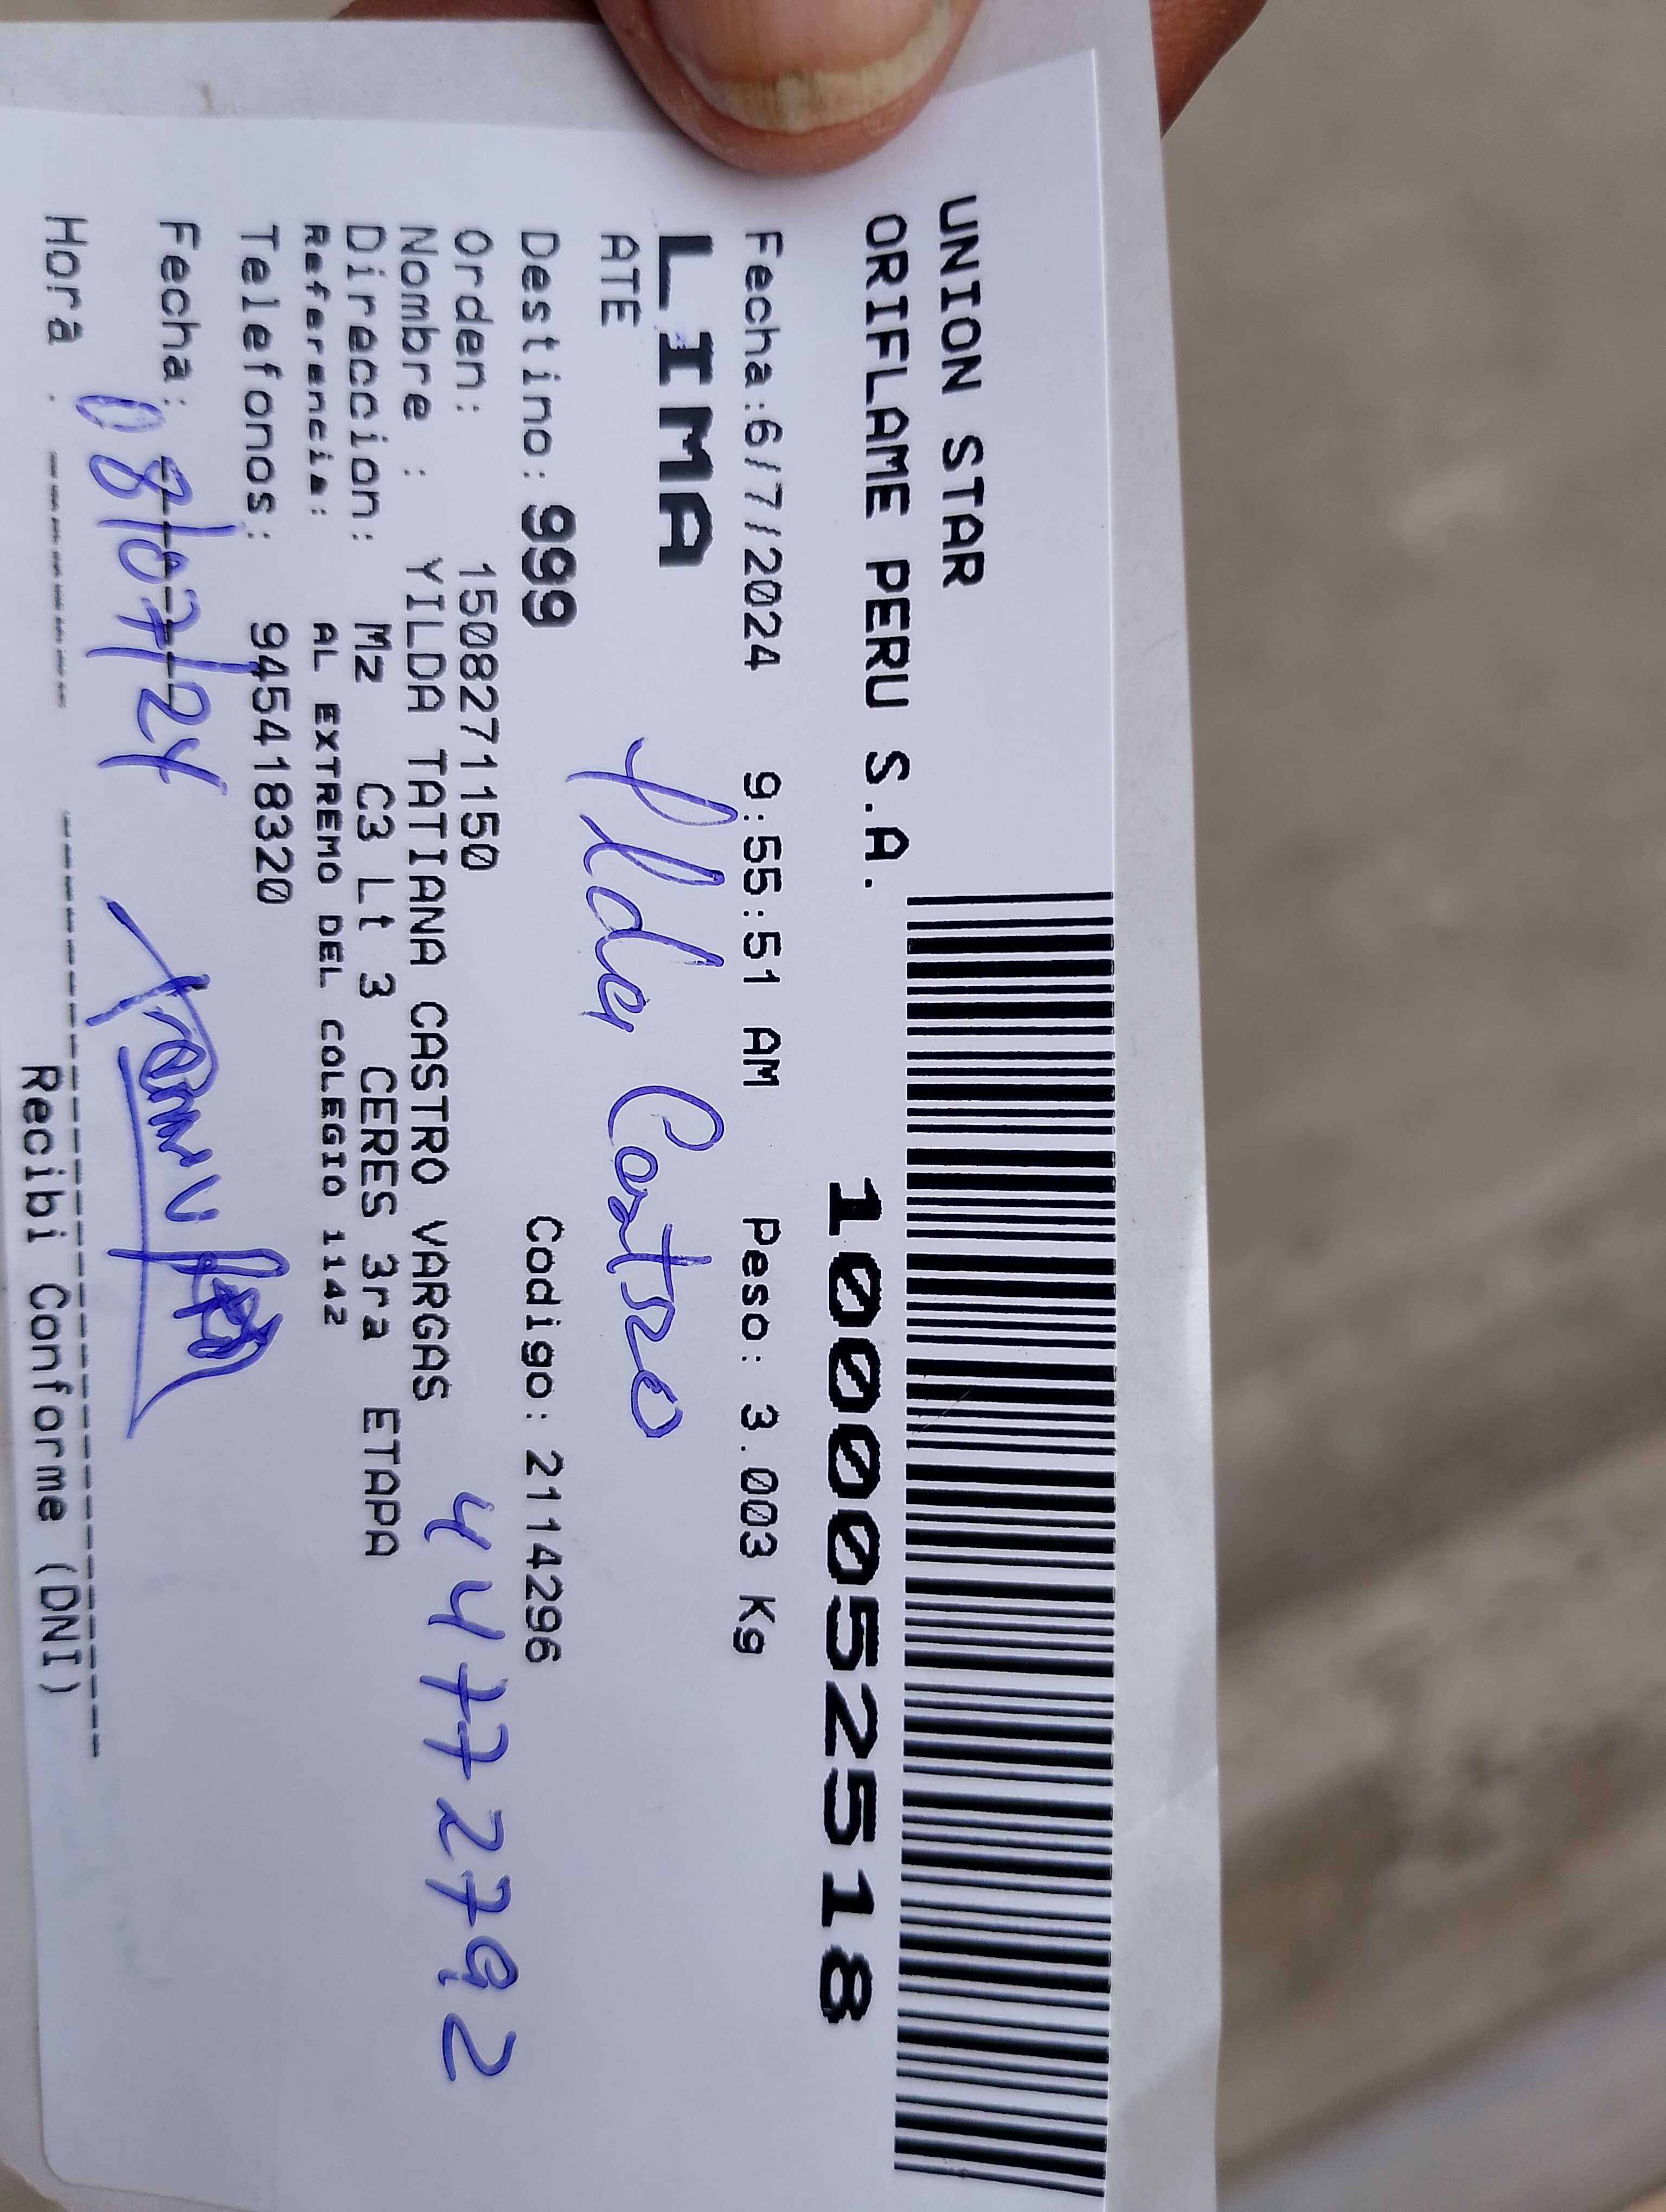 UNION STAR
ORIFLAME PERU S.A.
10000525518
Fecha:6/7/2024 9:55:51 AM Peso: 3.003 Kg
LIMA
ATE
Ylda Castro
Destino: 999 Codigo: 2114296
Orden: 1508271150
Nombre : YILDA TATIANA CASTRO VARGAS
44772792
Direccion: Mz C3 Lt 3 CERES 3ra ETAPA
Referencia: AL EXTREMO DEL COLEGIO 1142
Telefonos: 945418320
Fecha: 08/07/24
Hora :
Recibi Conforme (DNI)